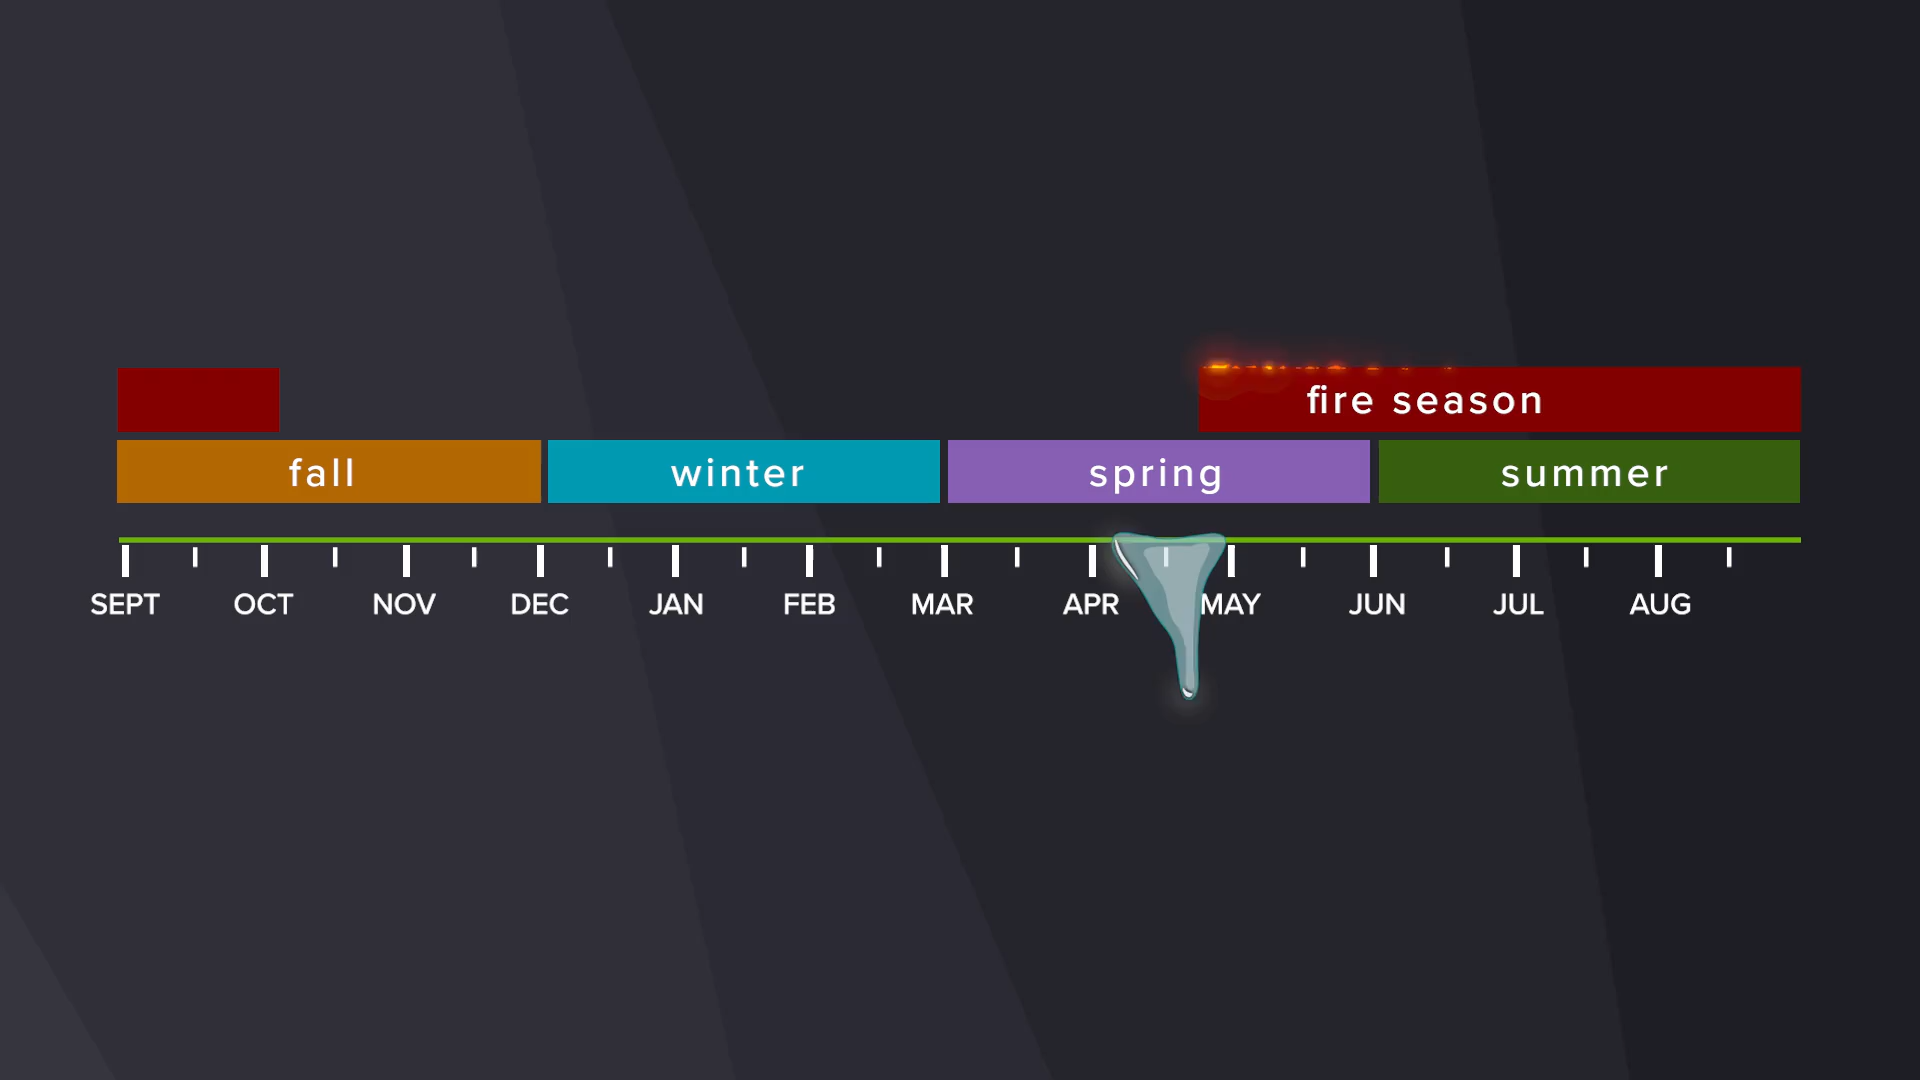 fire season
fall winter spring summer
SEPT OCT NOV DEC JAN FEB MAR APR MAY JUN JUL AUG